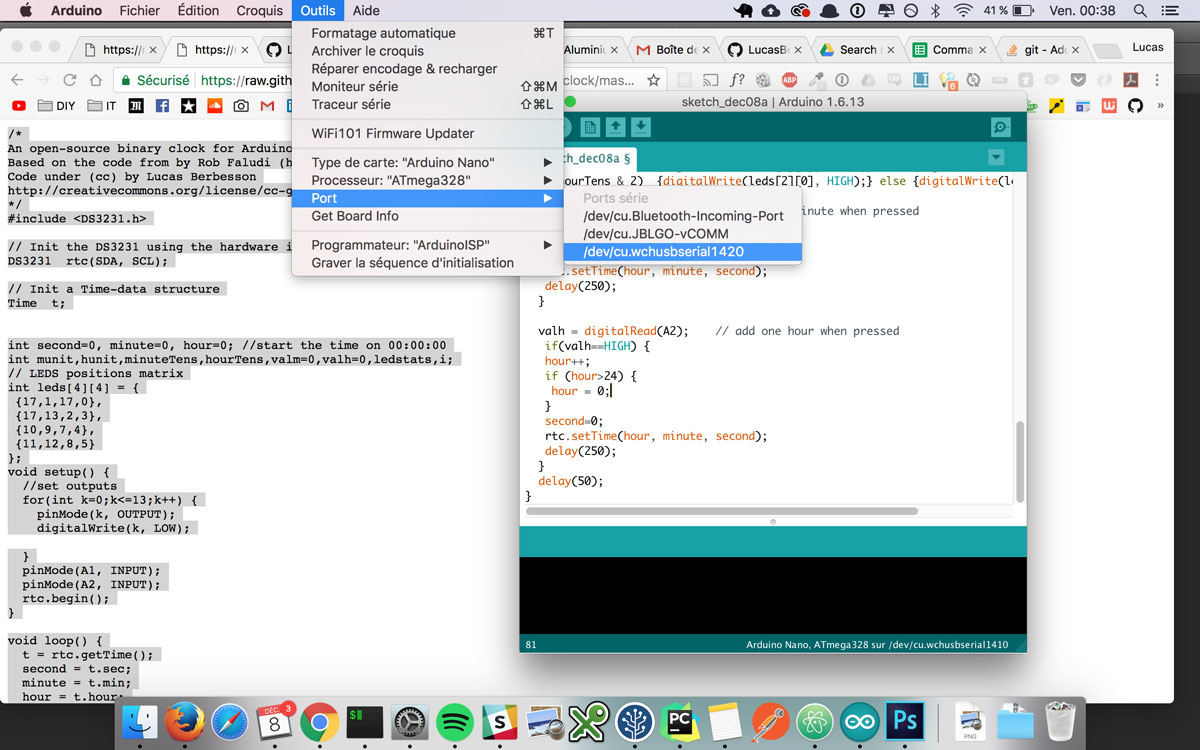 Arduino Fichier Édition Croquis Outils Aide 41 % Ven. 00:38
https:// https:// L Aluminiu Boîte de LucasBe Search Comma git - Ade Lucas
Sécurisé https://raw.gith clock/mas... f?
DIY IT
Formatage automatique ⌘T
Archiver le croquis
Réparer encodage & recharger
Moniteur série ⇧⌘M
Traceur série ⇧⌘L
WiFi101 Firmware Updater
Type de carte: "Arduino Nano"
Processeur: "ATmega328"
Port
Get Board Info
Programmateur: "ArduinoISP"
Graver la séquence d'initialisation
Ports série
/dev/cu.Bluetooth-Incoming-Port
/dev/cu.JBLGO-vCOMM
/dev/cu.wchusbserial1420
/*
An open-source binary clock for Arduino
Based on the code from by Rob Faludi (h
Code under (cc) by Lucas Berbesson
http://creativecommons.org/license/cc-g
*/
#include <DS3231.h>
// Init the DS3231 using the hardware i
DS3231  rtc(SDA, SCL);
// Init a Time-data structure
Time  t;
int second=0, minute=0, hour=0; //start the time on 00:00:00
int munit,hunit,minuteTens,hourTens,valm=0,valh=0,ledstats,i;
// LEDS positions matrix
int leds[4][4] = {
{17,1,17,0},
{17,13,2,3},
{10,9,7,4},
{11,12,8,5}
};
void setup() {
//set outputs
for(int k=0;k<=13;k++) {
pinMode(k, OUTPUT);
digitalWrite(k, LOW);
}
pinMode(A1, INPUT);
pinMode(A2, INPUT);
rtc.begin();
}
void loop() {
t = rtc.getTime();
second = t.sec;
minute = t.min;
hour = t.hour;
sketch_dec08a | Arduino 1.6.13
ch_dec08a §
ourTens & 2)  {digitalWrite(leds[2][0], HIGH);} else {digitalWrite(le
inute when pressed
.setTime(hour, minute, second);
delay(250);
}
valh = digitalRead(A2);    // add one hour when pressed
if(valh==HIGH) {
hour++;
if (hour>24) {
hour = 0;
}
second=0;
rtc.setTime(hour, minute, second);
delay(250);
}
delay(50);
}
81 Arduino Nano, ATmega328 sur /dev/cu.wchusbserial1410
DEC 8 3 $ S PC Ps PNG